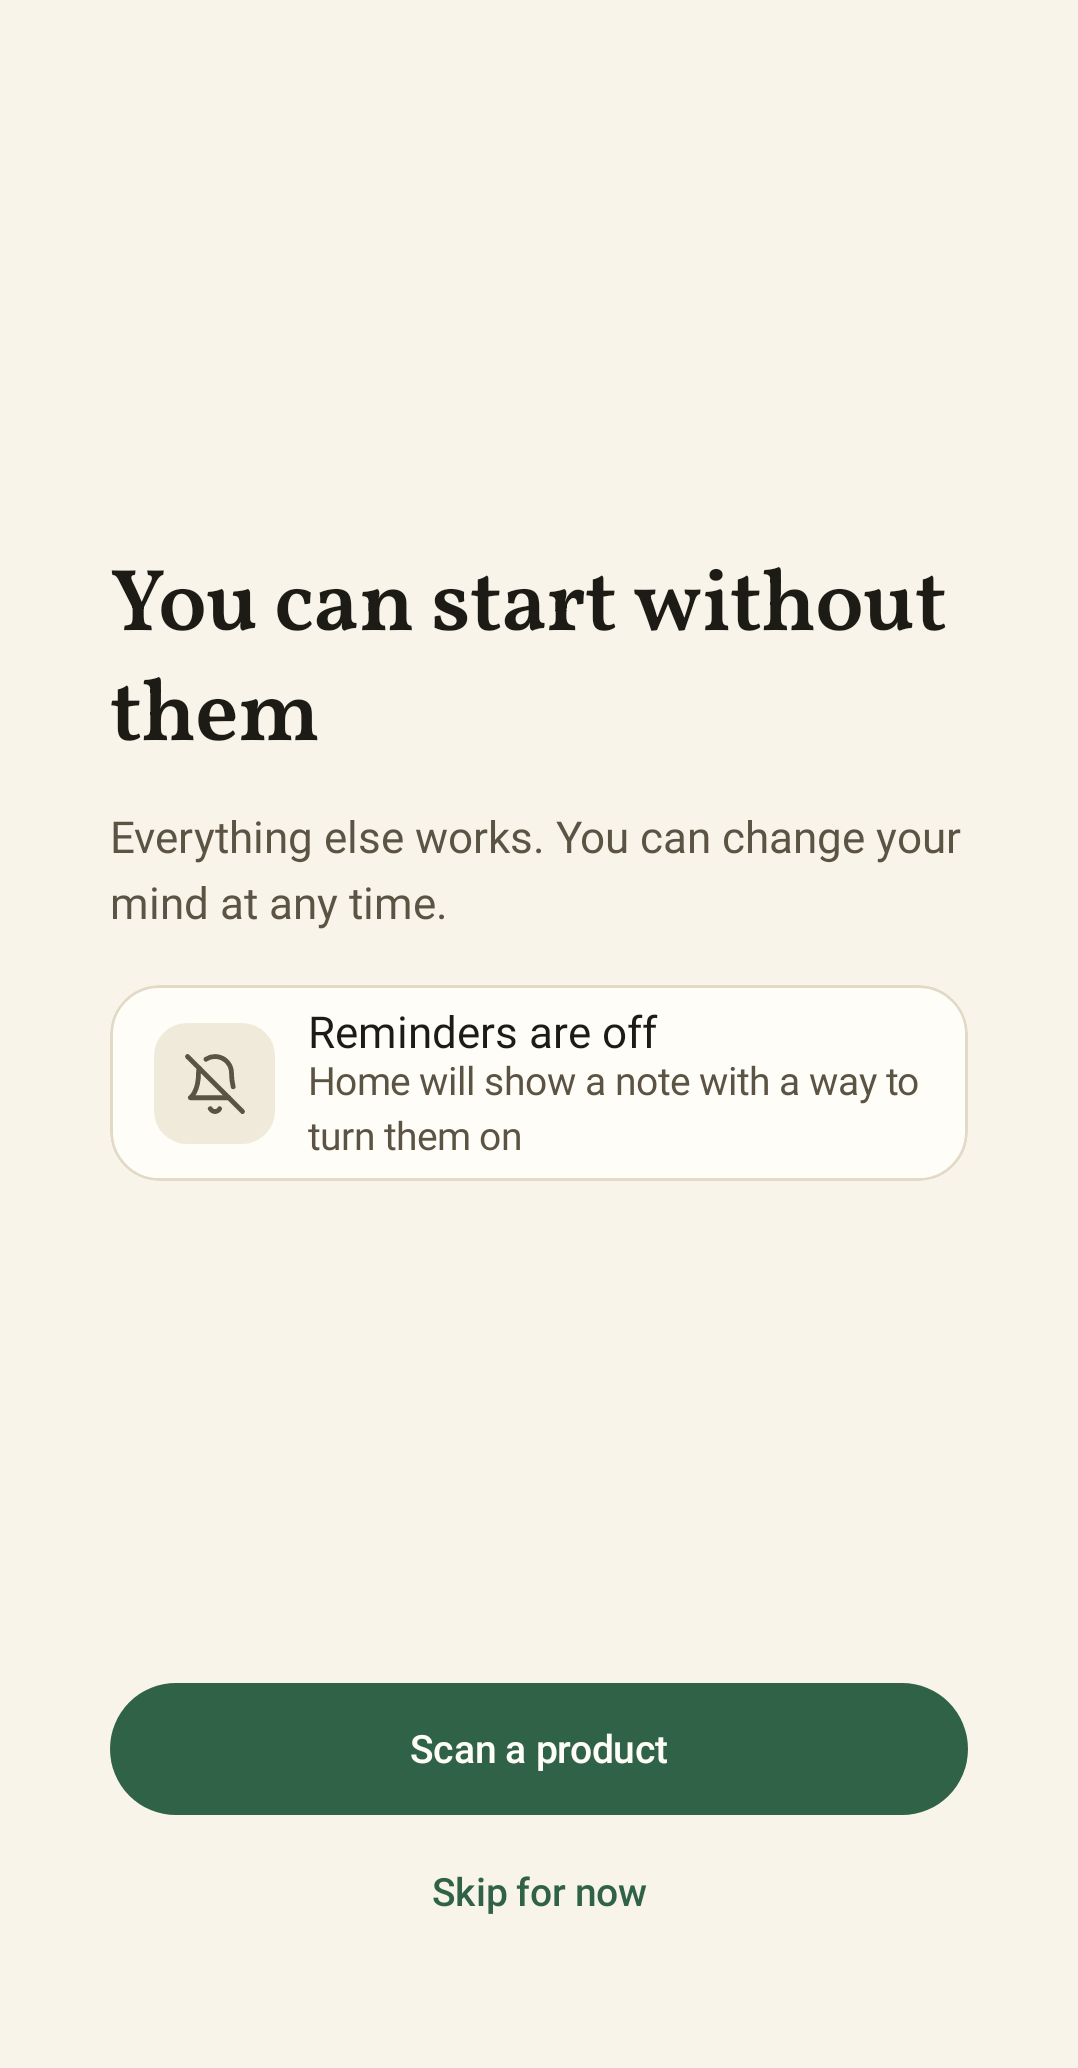 You can start without
them
Everything else works. You can change your
mind at any time.
Reminders are off
Home will show a note with a way to
turn them on
Scan a product
Skip for now